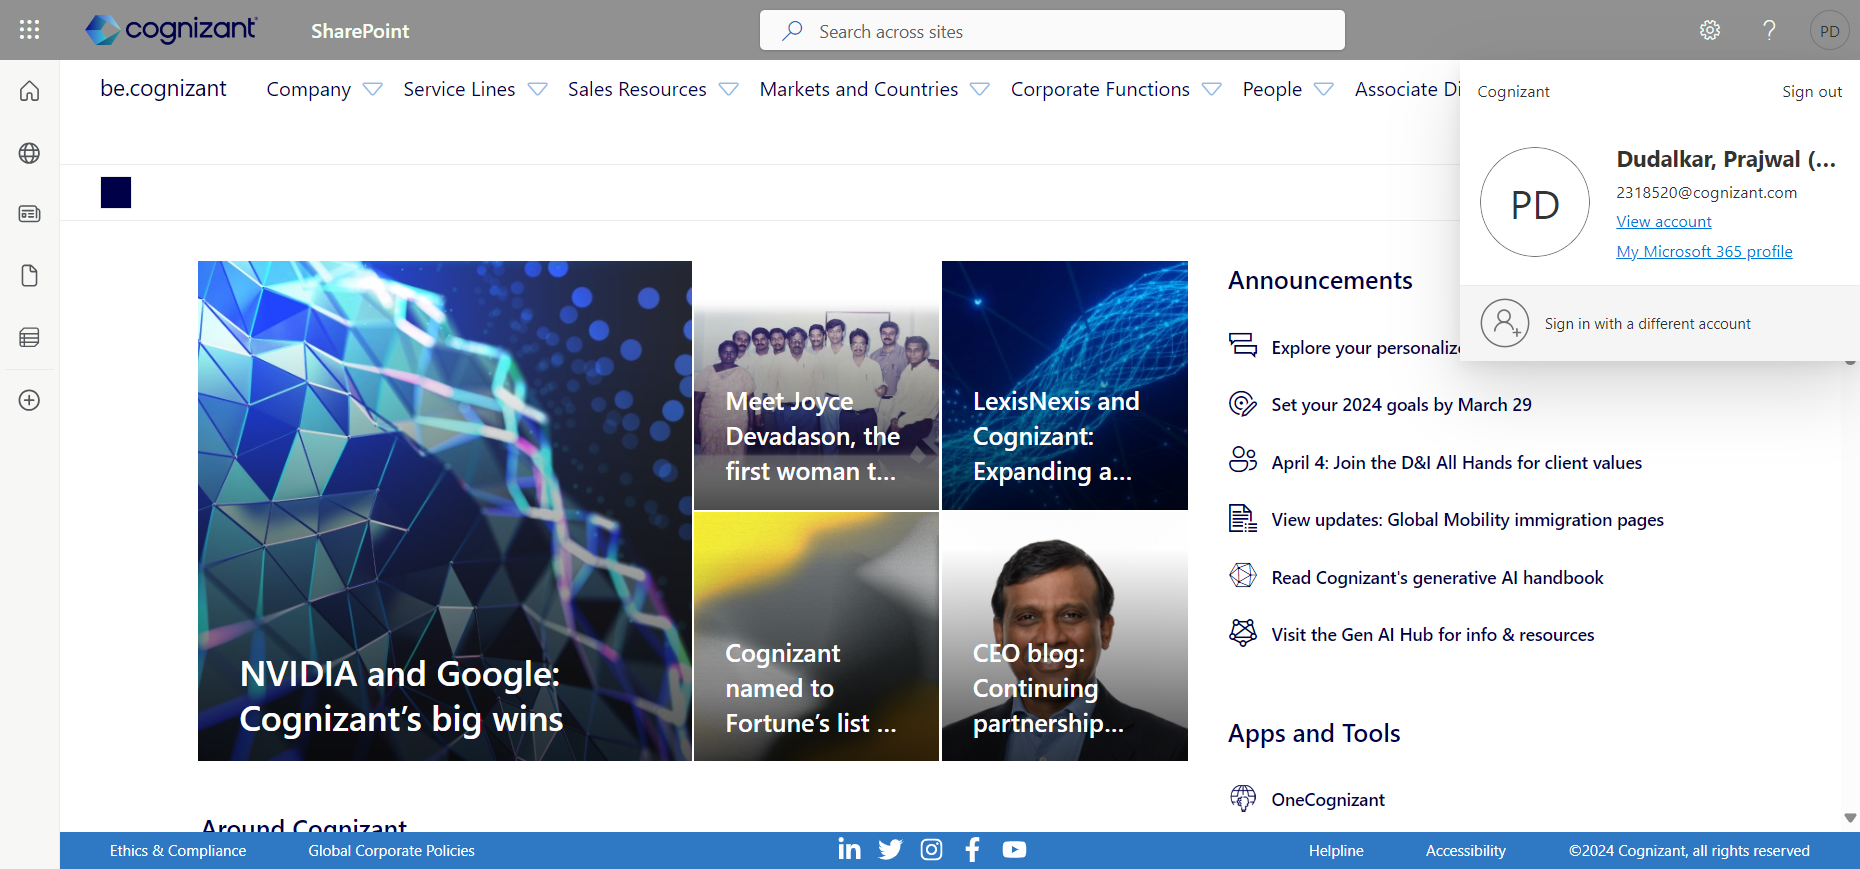 cognizant
SharePoint
Search across sites
PD
be.cognizant
Company
Service Lines
Sales Resources
Markets and Countries
Corporate Functions
People
Associate Di
Cognizant
Sign out
PD
Dudalkar, Prajwal (...
2318520@cognizant.com
View account
My Microsoft 365 profile
Sign in with a different account
NVIDIA and Google:
Cognizant’s big wins
Meet Joyce
Devadason, the
first woman t...
LexisNexis and
Cognizant:
Expanding a...
Cognizant
named to
Fortune’s list ...
CEO blog:
Continuing
partnership...
Announcements
Explore your personalize
Set your 2024 goals by March 29
April 4: Join the D&I All Hands for client values
View updates: Global Mobility immigration pages
Read Cognizant's generative AI handbook
Visit the Gen AI Hub for info & resources
Apps and Tools
OneCognizant
Around Cognizant
Ethics & Compliance
Global Corporate Policies
Helpline
Accessibility
©2024 Cognizant, all rights reserved